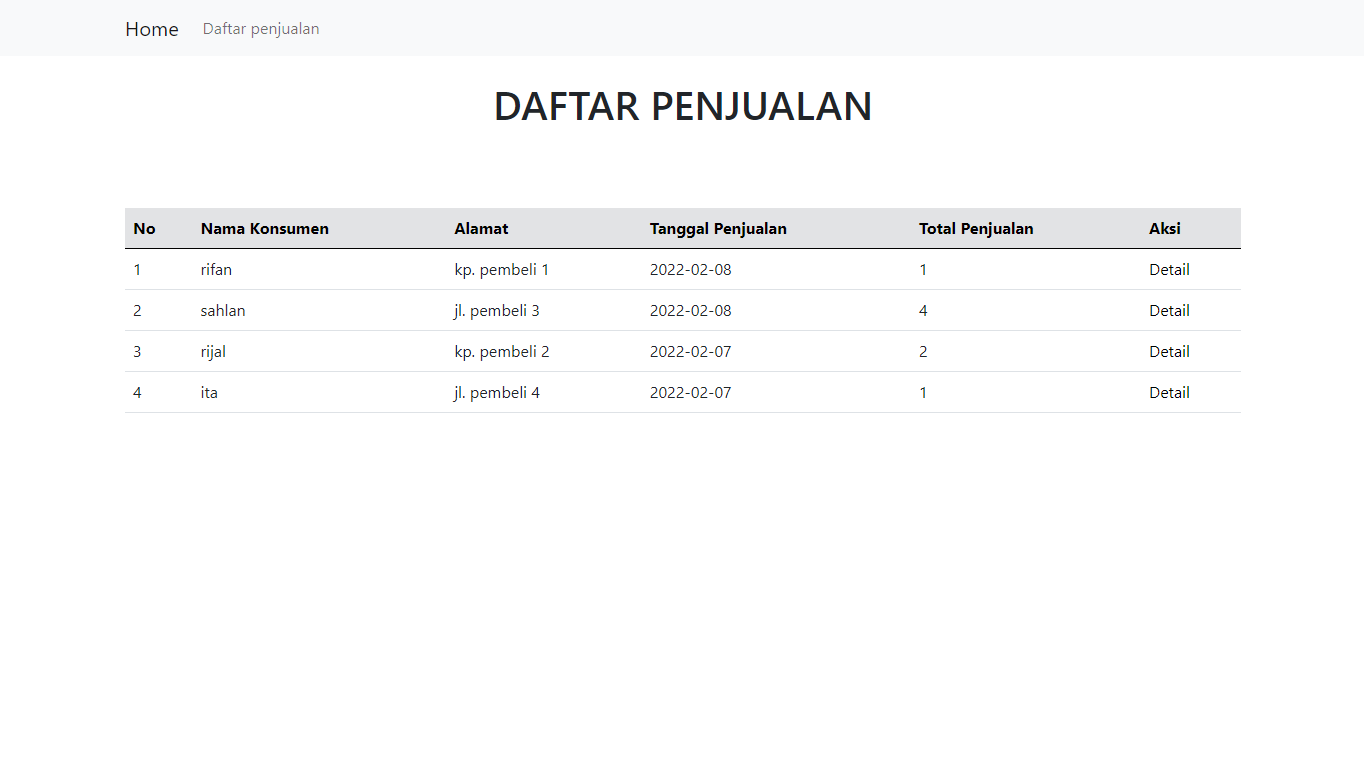 Home Daftar penjualan
DAFTAR PENJUALAN
No Nama Konsumen Alamat Tanggal Penjualan Total Penjualan Aksi
1 rifan kp. pembeli 1 2022-02-08 1 Detail
2 sahlan jl. pembeli 3 2022-02-08 4 Detail
3 rijal kp. pembeli 2 2022-02-07 2 Detail
4 ita jl. pembeli 4 2022-02-07 1 Detail